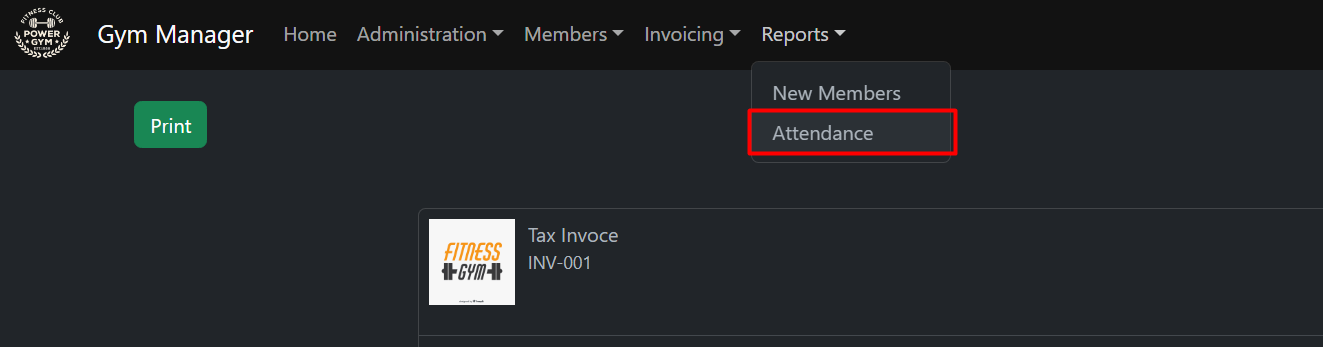 FITNESS CLUB
POWER
GYM
Gym Manager
Home
Administration
Members
Invoicing
Reports
New Members
Attendance
Print
FITNESS
GYM
Tax Invoce
INV-001